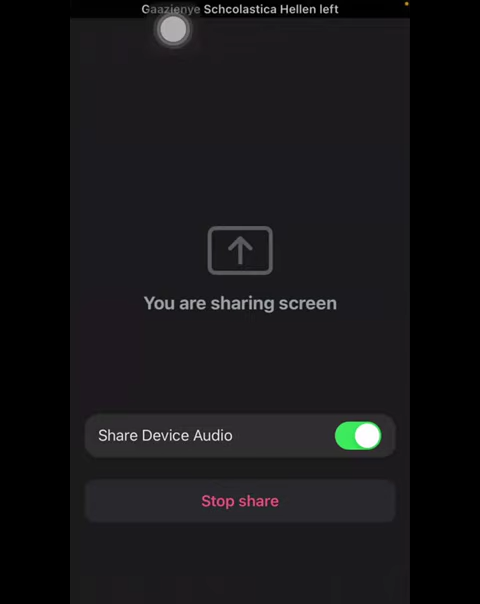 Gaazienye Schcolastica Hellen left
You are sharing screen
Share Device Audio
Stop share